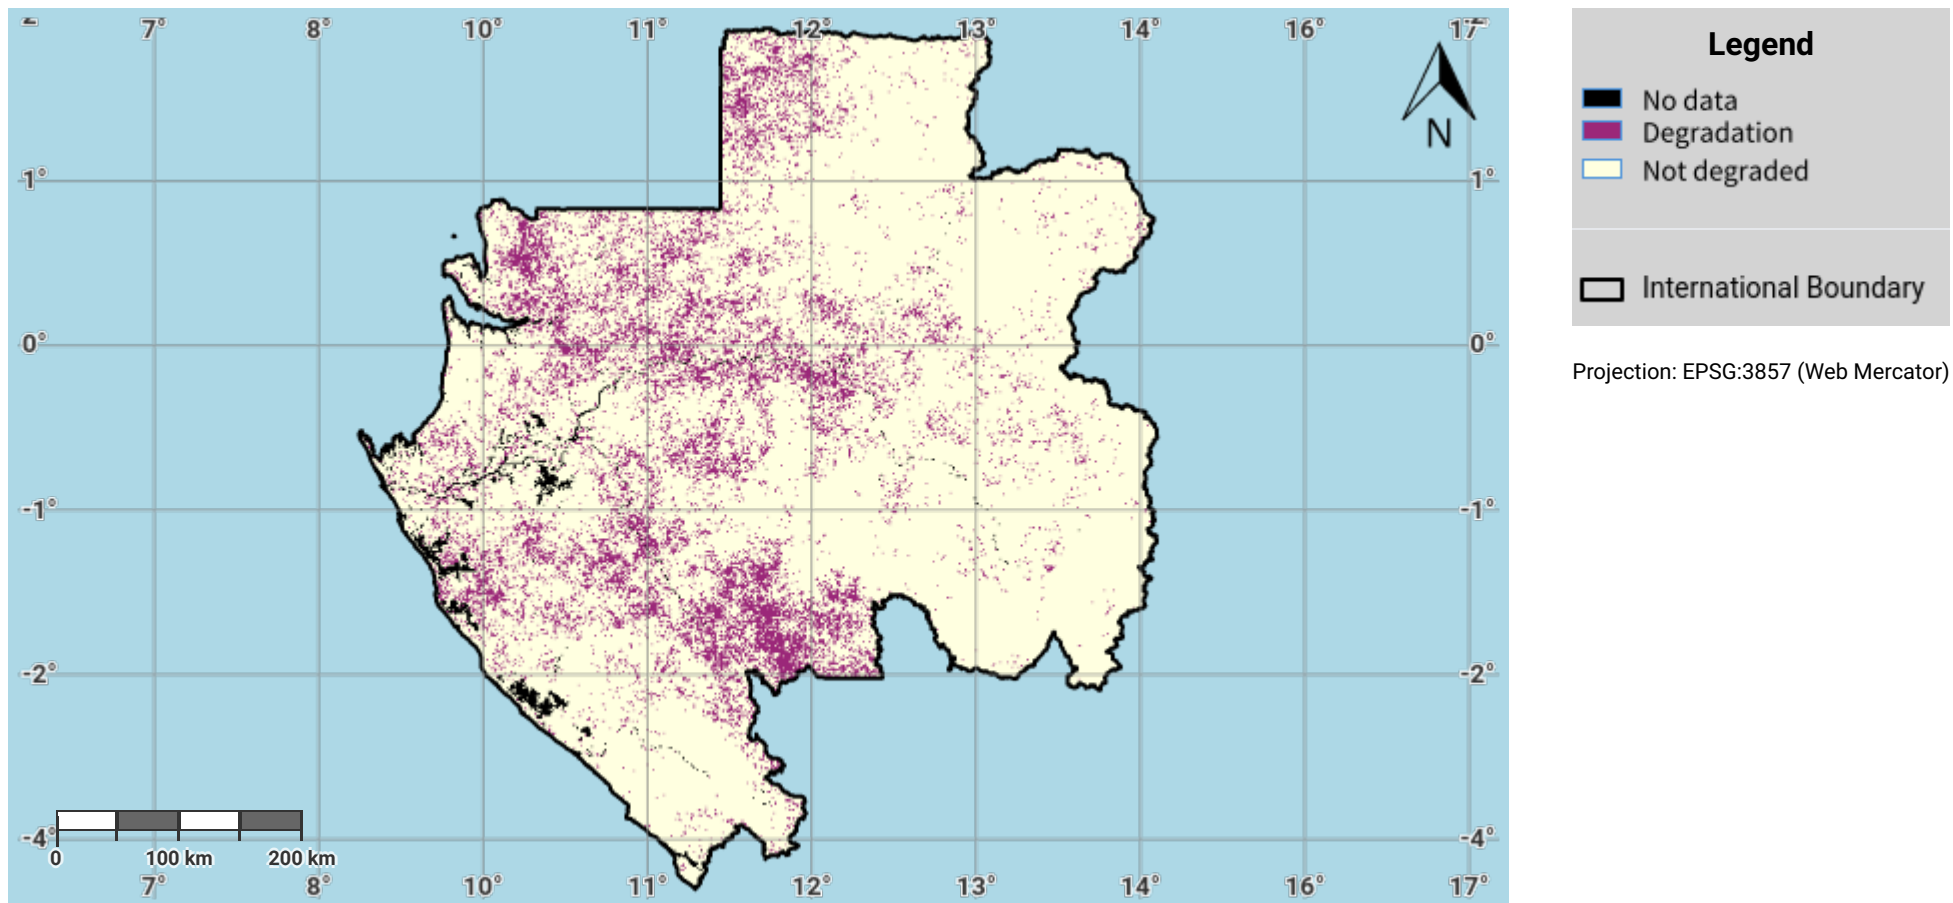 7° 8° 10° 11° 12° 13° 14° 16° 17°
1° 1°
0° 0°
-1° -1°
-2° -2°
-4° -4°
0 100 km 200 km
7° 8° 10° 11° 12° 13° 14° 16° 17°
N
Legend
No data
Degradation
Not degraded
International Boundary
Projection: EPSG:3857 (Web Mercator)